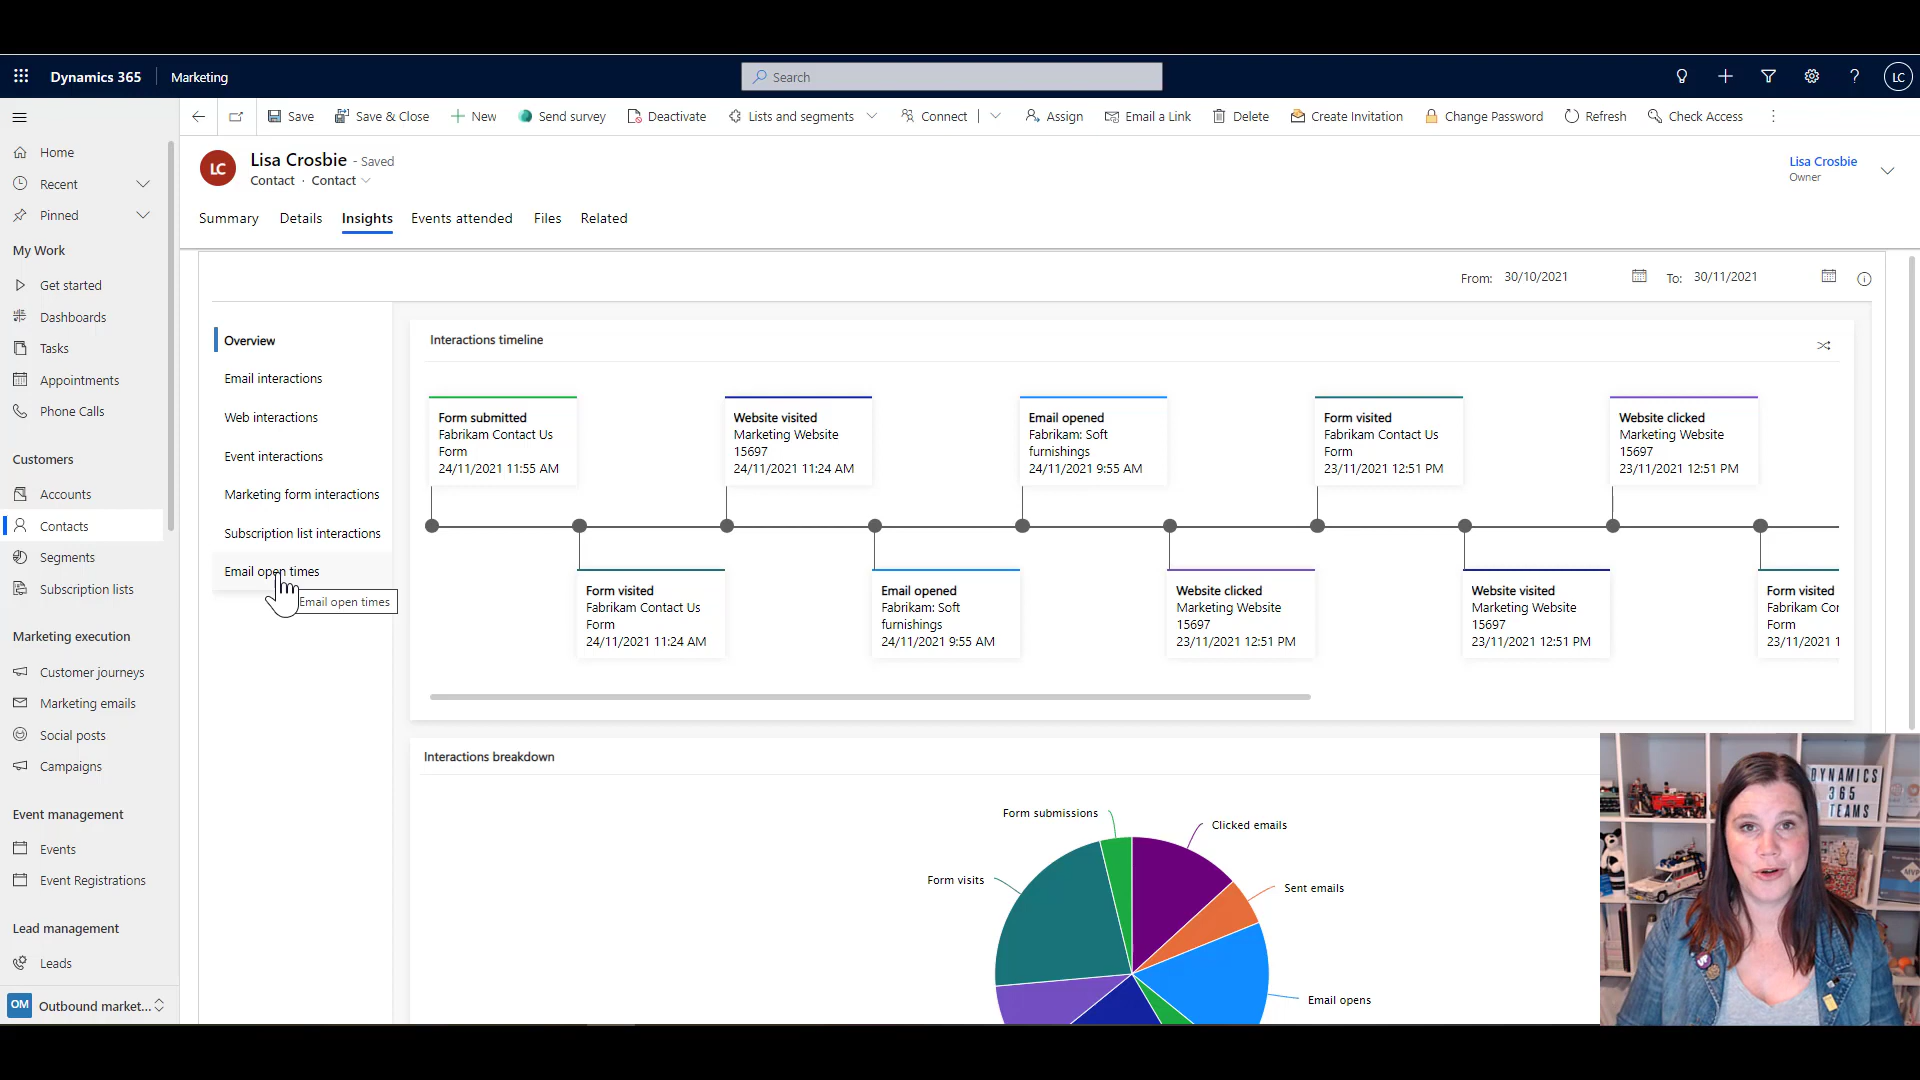 Dynamics 365
Marketing
Search
LC
Save
Save & Close
New
Send survey
Deactivate
Lists and segments
Connect
Assign
Email a Link
Delete
Create Invitation
Change Password
Refresh
Check Access
Home
Recent
Pinned
My Work
Get started
Dashboards
Tasks
Appointments
Phone Calls
Customers
Accounts
Contacts
Segments
Subscription lists
Marketing execution
Customer journeys
Marketing emails
Social posts
Campaigns
Event management
Events
Event Registrations
Lead management
Leads
OM
Outbound market...
LC
Lisa Crosbie - Saved
Contact · Contact
Lisa Crosbie
Owner
Summary
Details
Insights
Events attended
Files
Related
From: 30/10/2021
To: 30/11/2021
Overview
Email interactions
Web interactions
Event interactions
Marketing form interactions
Subscription list interactions
Email open times
Email open times
Interactions timeline
Form submitted
Fabrikam Contact Us
Form
24/11/2021 11:55 AM
Website visited
Marketing Website
15697
24/11/2021 11:24 AM
Email opened
Fabrikam: Soft
furnishings
24/11/2021 9:55 AM
Form visited
Fabrikam Contact Us
Form
23/11/2021 12:51 PM
Website clicked
Marketing Website
15697
23/11/2021 12:51 PM
Form visited
Fabrikam Contact Us
Form
24/11/2021 11:24 AM
Email opened
Fabrikam: Soft
furnishings
24/11/2021 9:55 AM
Website clicked
Marketing Website
15697
23/11/2021 12:51 PM
Website visited
Marketing Website
15697
23/11/2021 12:51 PM
Form visited
Fabrikam Cor
Form
23/11/2021 1
Interactions breakdown
Form submissions
Clicked emails
Form visits
Sent emails
Email opens
DYNAMICS
365
TEAMS
MVP